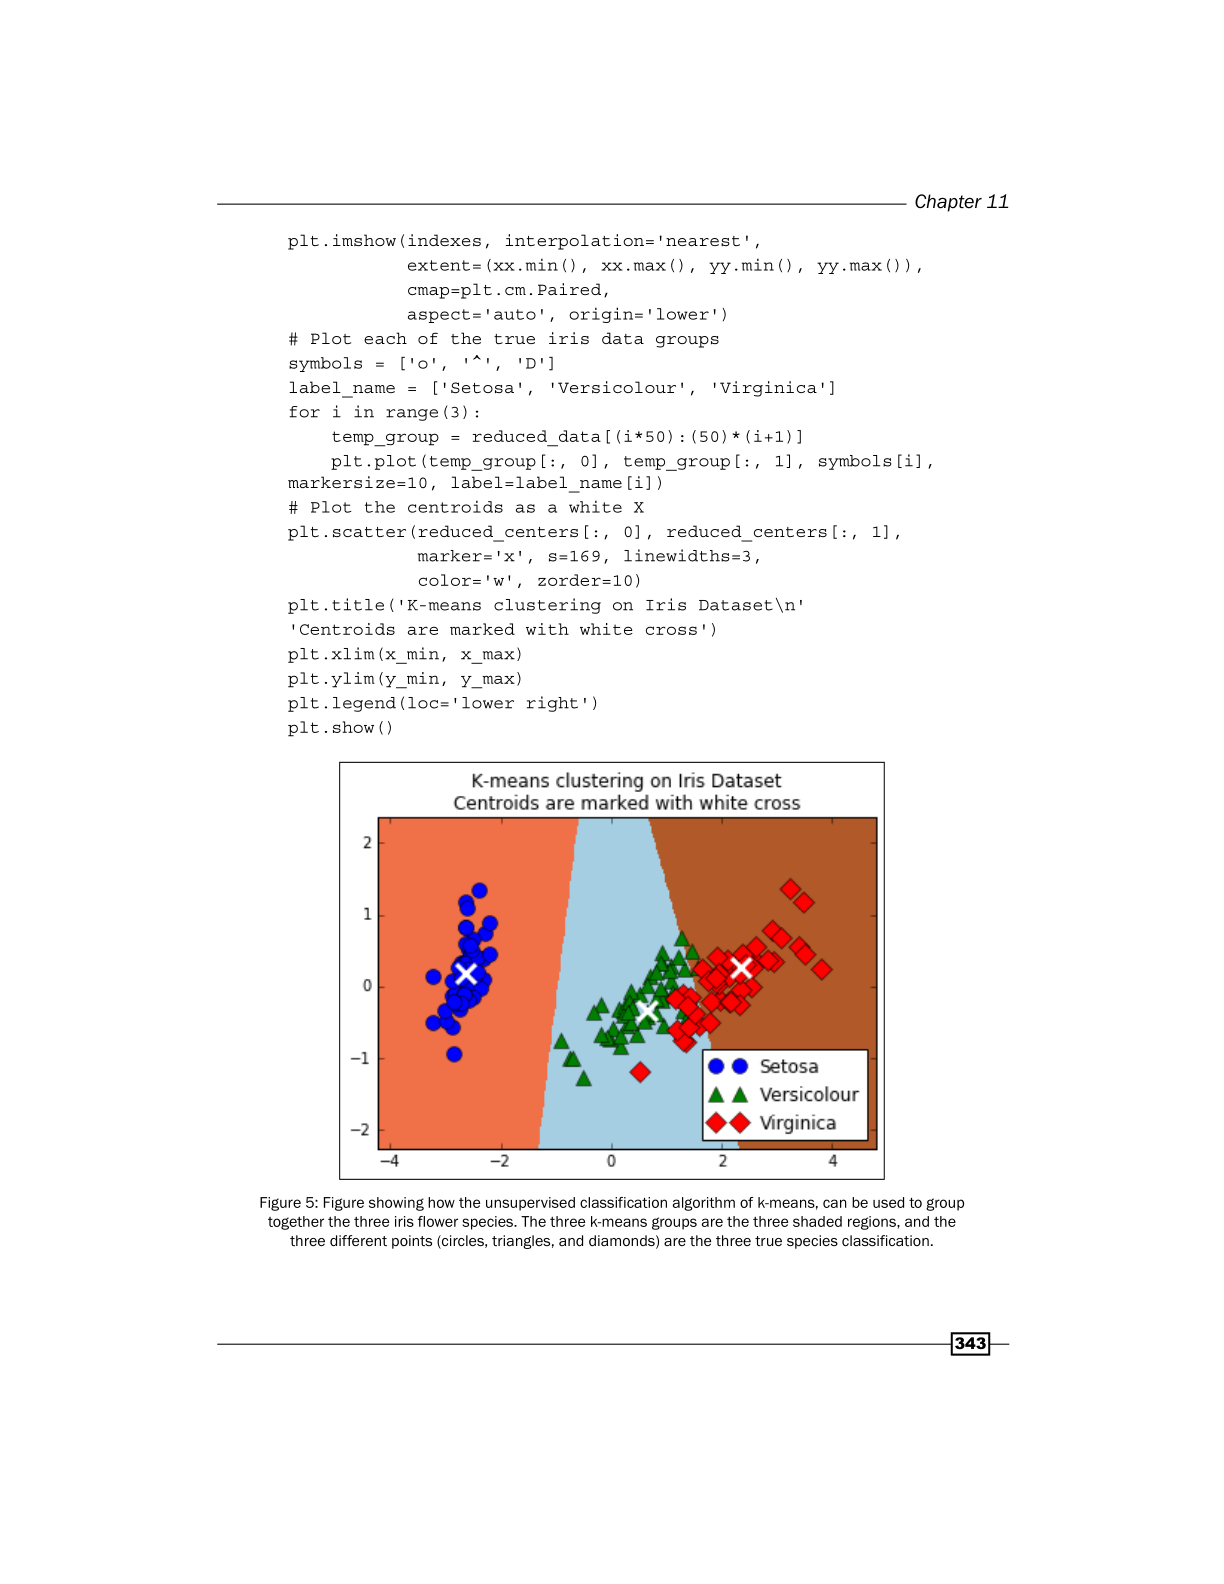 Chapter 11
plt.imshow(indexes, interpolation='nearest',
           extent=(xx.min(), xx.max(), yy.min(), yy.max()),
           cmap=plt.cm.Paired,
           aspect='auto', origin='lower')
# Plot each of the true iris data groups
symbols = ['o', '^', 'D']
label_name = ['Setosa', 'Versicolour', 'Virginica']
for i in range(3):
    temp_group = reduced_data[(i*50):(50)*(i+1)]
    plt.plot(temp_group[:, 0], temp_group[:, 1], symbols[i],
markersize=10, label=label_name[i])
# Plot the centroids as a white X
plt.scatter(reduced_centers[:, 0], reduced_centers[:, 1],
            marker='x', s=169, linewidths=3,
            color='w', zorder=10)
plt.title('K-means clustering on Iris Dataset\n'
'Centroids are marked with white cross')
plt.xlim(x_min, x_max)
plt.ylim(y_min, y_max)
plt.legend(loc='lower right')
plt.show()
K-means clustering on Iris Dataset
Centroids are marked with white cross
2
1
0
−1
−2
Setosa
Versicolour
Virginica
−4 −2 0 2 4
Figure 5: Figure showing how the unsupervised classification algorithm of k-means, can be used to group
together the three iris flower species. The three k-means groups are the three shaded regions, and the
three different points (circles, triangles, and diamonds) are the three true species classification.
343